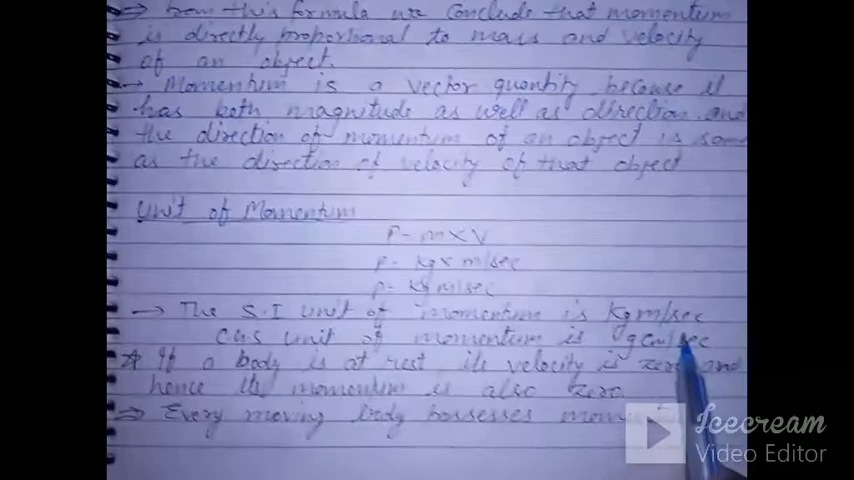 ⇒ from this formula we conclude that momentum
is directly proportional to mass and velocity
of an object.
→ Momentum is a vector quantity because it
has both magnitude as well as direction and
the direction of momentum of an object is same
as the direction of velocity of that object
Unit of Momentum
P = m×V
P = kg × m/sec
P = kg m/sec
→ The S.I unit of momentum is kg m/sec
CGS unit of momentum is g cm/sec
☆ If a body is at rest, its velocity is zero and
hence its momentum is also zero.
⇒ Every moving body possesses
Icecream
Video Editor